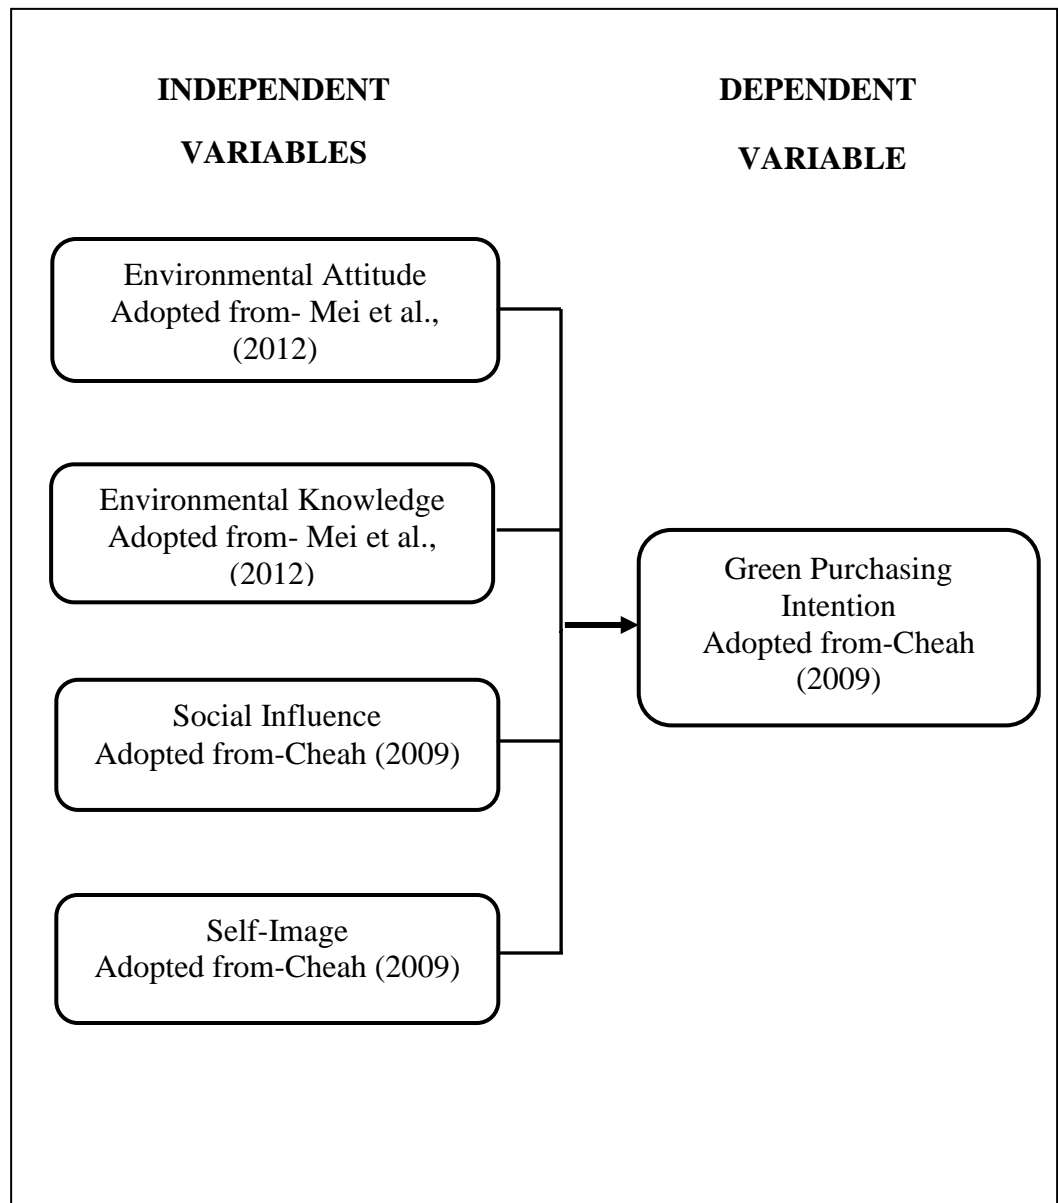 INDEPENDENT
VARIABLES
DEPENDENT
VARIABLE
Environmental Attitude
Adopted from- Mei et al.,
(2012)
Environmental Knowledge
Adopted from- Mei et al.,
(2012)
Social Influence
Adopted from-Cheah (2009)
Self-Image
Adopted from-Cheah (2009)
Green Purchasing
Intention
Adopted from-Cheah
(2009)